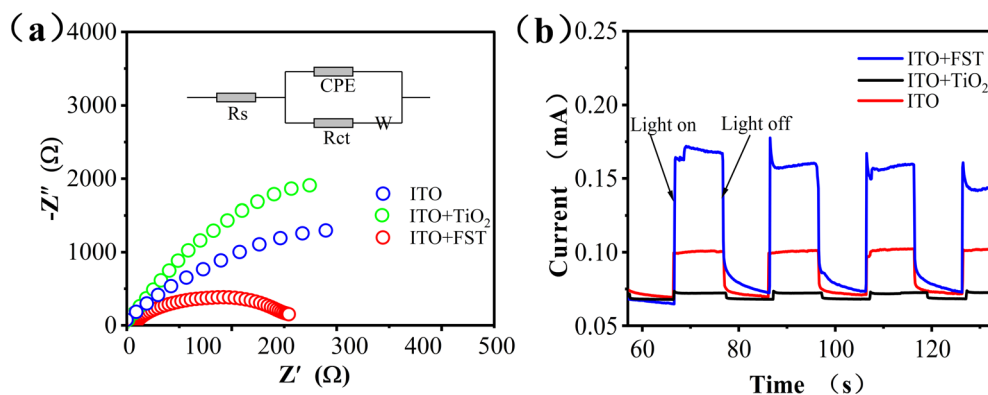 (a)
4000
3000
2000
1000
0
-Z″ (Ω)
CPE
Rs
Rct
W
ITO
ITO+TiO₂
ITO+FST
0
100
200
300
400
500
Z′ (Ω)
(b)
0.25
0.20
0.15
0.10
0.05
Current （mA）
ITO+FST
ITO+TiO₂
ITO
Light on
Light off
60
80
100
120
Time （s）